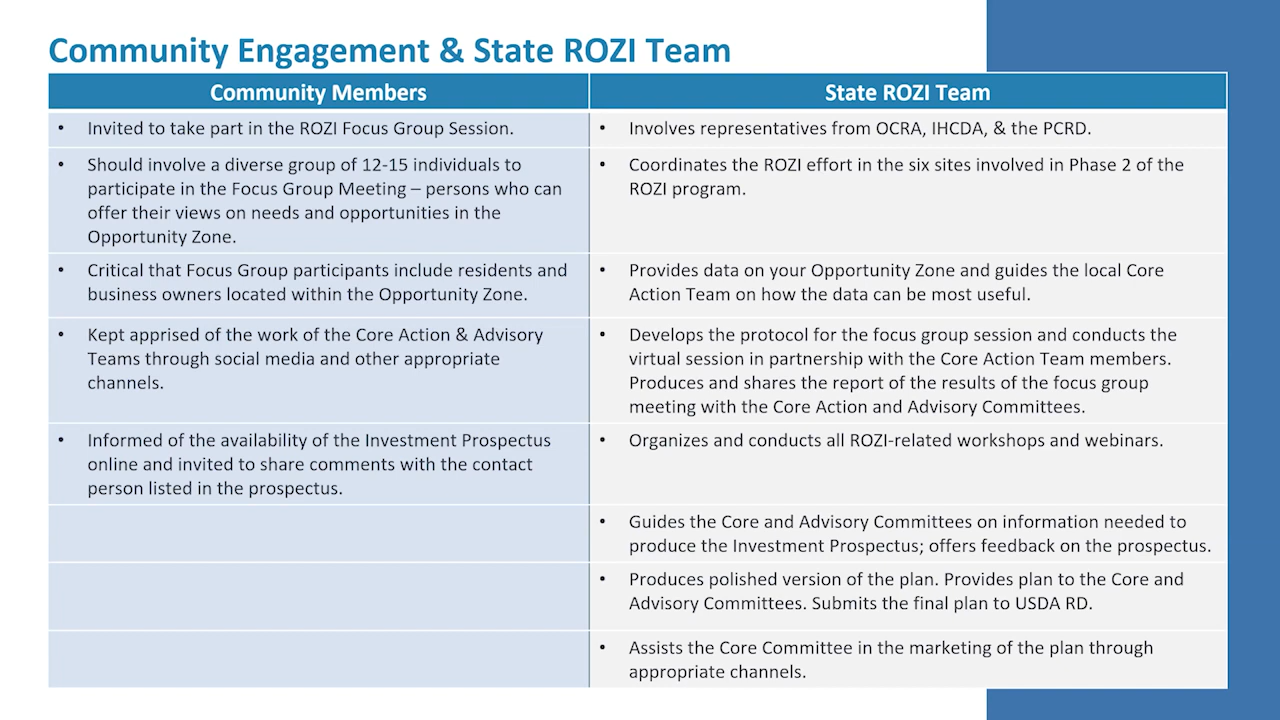 Community Engagement & State ROZI Team
Community Members
State ROZI Team
• Invited to take part in the ROZI Focus Group Session.
• Involves representatives from OCRA, IHCDA, & the PCRD.
• Should involve a diverse group of 12-15 individuals to
participate in the Focus Group Meeting – persons who can
offer their views on needs and opportunities in the
Opportunity Zone.
• Coordinates the ROZI effort in the six sites involved in Phase 2 of the
ROZI program.
• Critical that Focus Group participants include residents and
business owners located within the Opportunity Zone.
• Provides data on your Opportunity Zone and guides the local Core
Action Team on how the data can be most useful.
• Kept apprised of the work of the Core Action & Advisory
Teams through social media and other appropriate
channels.
• Develops the protocol for the focus group session and conducts the
virtual session in partnership with the Core Action Team members.
Produces and shares the report of the results of the focus group
meeting with the Core Action and Advisory Committees.
• Informed of the availability of the Investment Prospectus
online and invited to share comments with the contact
person listed in the prospectus.
• Organizes and conducts all ROZI-related workshops and webinars.
• Guides the Core and Advisory Committees on information needed to
produce the Investment Prospectus; offers feedback on the prospectus.
• Produces polished version of the plan. Provides plan to the Core and
Advisory Committees. Submits the final plan to USDA RD.
• Assists the Core Committee in the marketing of the plan through
appropriate channels.